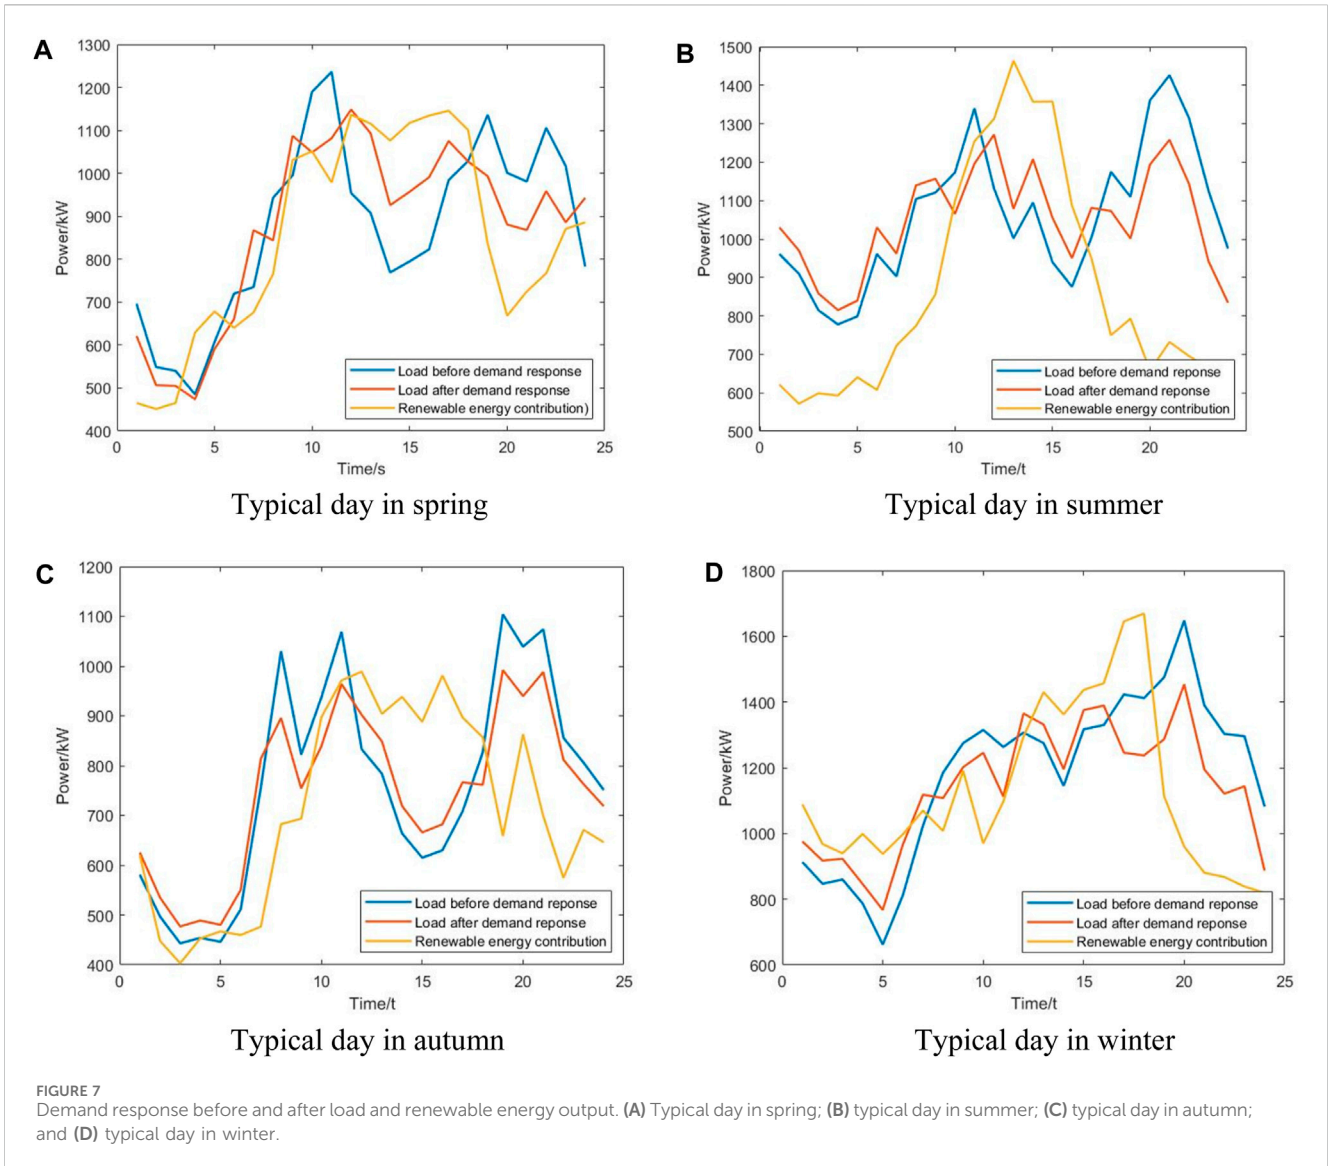 A
1300
1200
1100
1000
900
800
700
600
500
400
0
5
10
15
20
25
Power/kW
Time/s
Load before demand response
Load after demand response
Renewable energy contribution)
Typical day in spring
B
1500
1400
1300
1200
1100
1000
900
800
700
600
500
0
5
10
15
20
Power/kW
Time/t
Load before demand reponse
Load after demand reponse
Renewable energy contribution
Typical day in summer
C
1200
1100
1000
900
800
700
600
500
400
0
5
10
15
20
25
Power/kW
Time/t
Load before demand reponse
Load after demand reponse
Renewable energy contribution
Typical day in autumn
D
1800
1600
1400
1200
1000
800
600
0
5
10
15
20
25
Power/kW
Time/t
Load before demand reponse
Load after demand reponse
Renewable energy contribution
Typical day in winter
FIGURE 7
Demand response before and after load and renewable energy output. (A) Typical day in spring; (B) typical day in summer; (C) typical day in autumn;
and (D) typical day in winter.